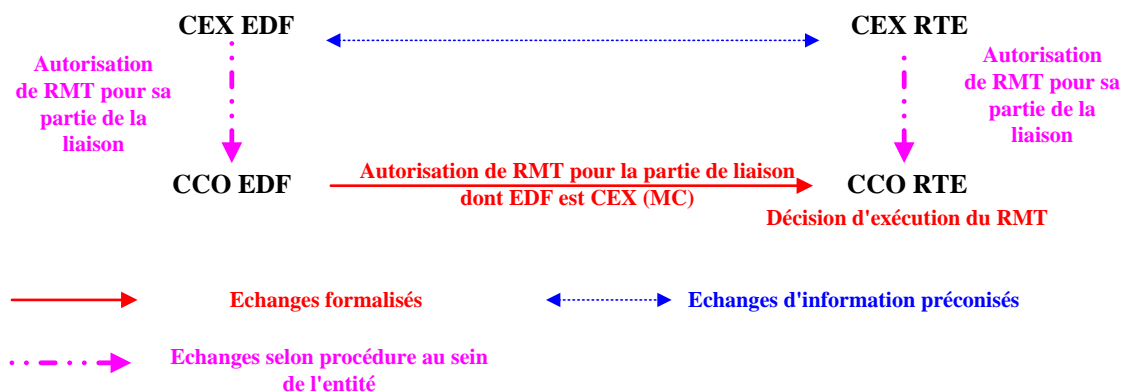 CEX EDF
CEX RTE
Autorisation
de RMT pour sa
partie de la
liaison
Autorisation
de RMT pour sa
partie de la
liaison
CCO EDF
Autorisation de RMT pour la partie de liaison
dont EDF est CEX (MC)
CCO RTE
Décision d'exécution du RMT
Echanges formalisés
Echanges d'information préconisés
Echanges selon procédure au sein
de l'entité